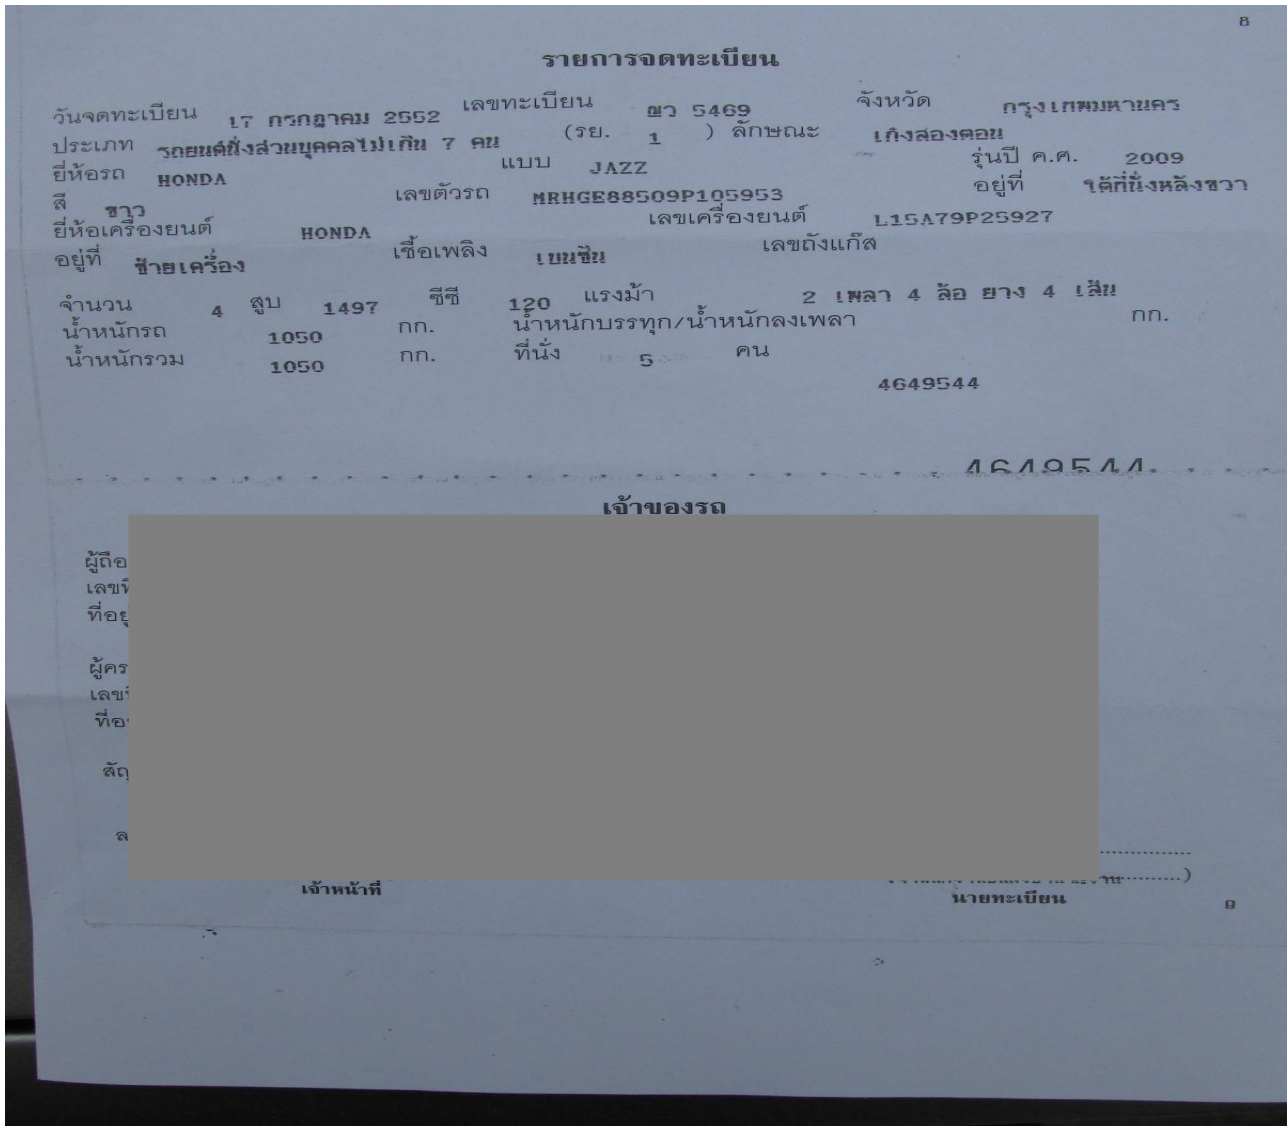 8
รายการจดทะเบียน
วันจดทะเบียน 17 กรกฎาคม 2552 เลขทะเบียน ฌว 5469 จังหวัด กรุงเทพมหานคร
ประเภท รถยนต์นั่งส่วนบุคคลไม่เกิน 7 คน (รย. 1 ) ลักษณะ เก๋งสองตอน
ยี่ห้อรถ HONDA แบบ JAZZ รุ่นปี ค.ศ. 2009
สี ขาว เลขตัวรถ MRHGE88509P105953 อยู่ที่ ใต้ที่นั่งหลังขวา
ยี่ห้อเครื่องยนต์ HONDA เลขเครื่องยนต์ L15A79P25927
อยู่ที่ ซ้ายเครื่อง เชื้อเพลิง เบนซิน เลขถังแก๊ส
จำนวน 4 สูบ 1497 ซีซี 120 แรงม้า 2 เพลา 4 ล้อ ยาง 4 เส้น
น้ำหนักรถ 1050 กก. น้ำหนักบรรทุก/น้ำหนักลงเพลา กก.
น้ำหนักรวม 1050 กก. ที่นั่ง 5 คน
4649544
4649544
เจ้าของรถ
ผู้ถือ
ที่อยู่
เจ้าหน้าที่
นายทะเบียน
9